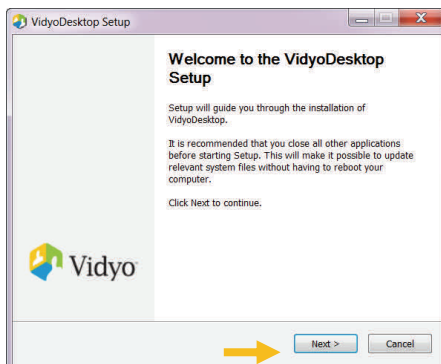 VidyoDesktop Setup
Welcome to the VidyoDesktop
Setup
Setup will guide you through the installation of
VidyoDesktop.
It is recommended that you close all other applications
before starting Setup. This will make it possible to update
relevant system files without having to reboot your
computer.
Click Next to continue.
Vidyo
Next >
Cancel